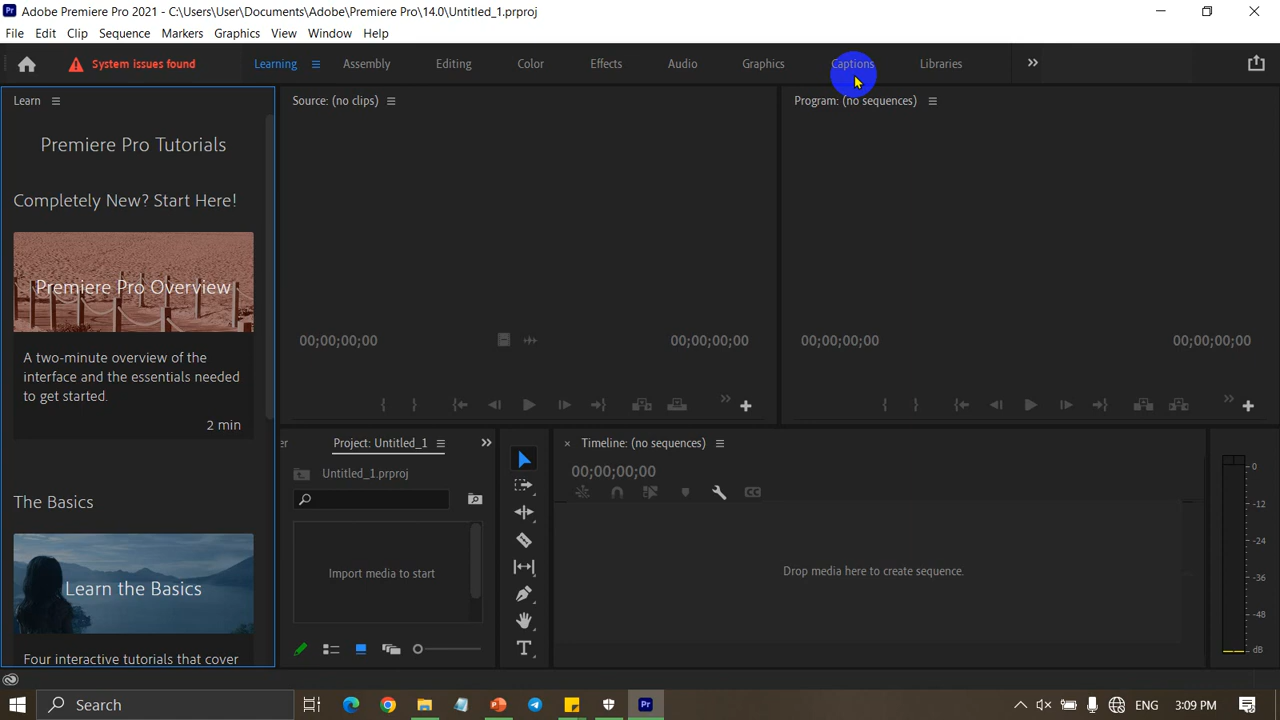 Adobe Premiere Pro 2021 - C:\Users\User\Documents\Adobe\Premiere Pro\14.0\Untitled_1.prproj
File Edit Clip Sequence Markers Graphics View Window Help
System issues found
Learning Assembly Editing Color Effects Audio Graphics Captions Libraries
Learn
Premiere Pro Tutorials
Completely New? Start Here!
Premiere Pro Overview
A two-minute overview of the
interface and the essentials needed
to get started.
2 min
The Basics
Learn the Basics
Four interactive tutorials that cover
Source: (no clips)
00;00;00;00 00;00;00;00
Program: (no sequences)
00;00;00;00 00;00;00;00
er Project: Untitled_1
Untitled_1.prproj
Import media to start
Timeline: (no sequences)
00;00;00;00
Drop media here to create sequence.
0
-12
-24
-36
-48
dB
Search
ENG 3:09 PM